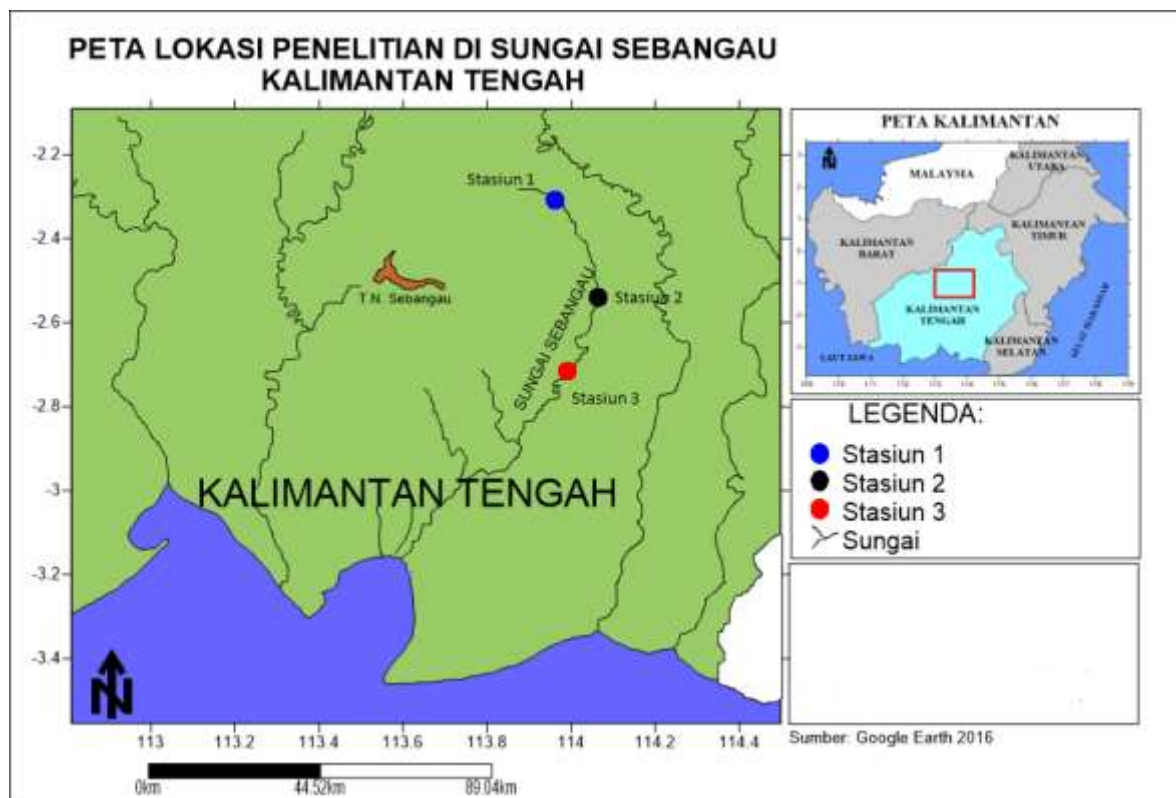 PETA LOKASI PENELITIAN DI SUNGAI SEBANGAU
KALIMANTAN TENGAH
-2.2
-2.4
-2.6
-2.8
-3
-3.2
-3.4
Stasiun 1
T.N. Sebangau
Stasiun 2
SUNGAI SEBANGAU
Stasiun 3
KALIMANTAN TENGAH
N
113
113.2
113.4
113.6
113.8
114
114.2
114.4
0km
44.52km
89.04km
PETA KALIMANTAN
N
MALAYSIA
KALIMANTAN
UTARA
KALIMANTAN
TIMUR
KALIMANTAN
BARAT
KALIMANTAN
TENGAH
KALIMANTAN
SELATAN
LAUT JAWA
LEGENDA:
Stasiun 1
Stasiun 2
Stasiun 3
Sungai
Sumber: Google Earth 2016